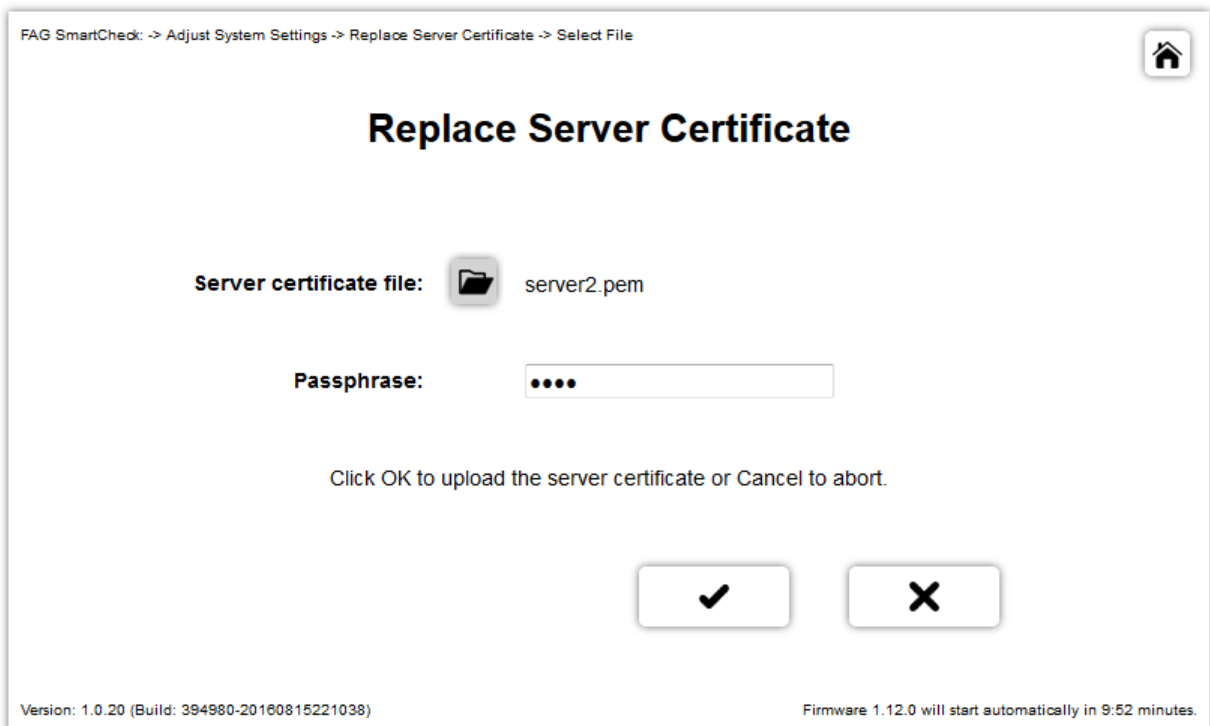 FAG SmartCheck: -> Adjust System Settings -> Replace Server Certificate -> Select File
Replace Server Certificate
Server certificate file: server2.pem
Passphrase: ••••
Click OK to upload the server certificate or Cancel to abort.
Version: 1.0.20 (Build: 394980-20160815221038) Firmware 1.12.0 will start automatically in 9:52 minutes.